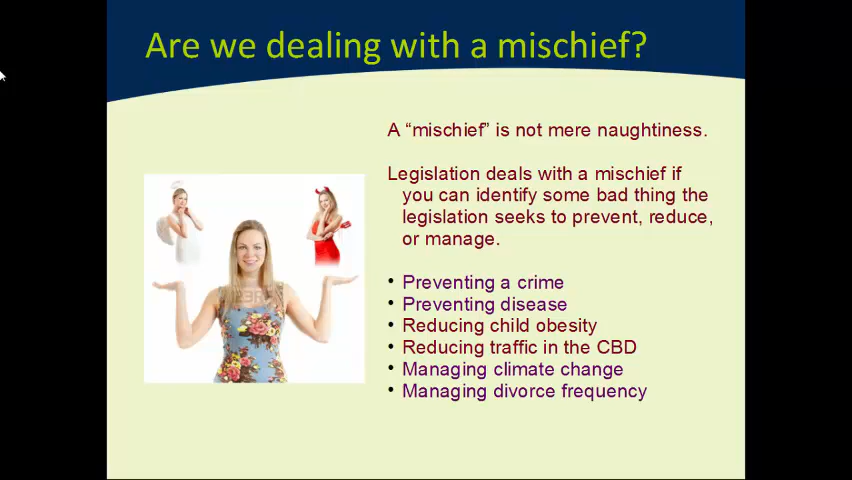 Are we dealing with a mischief?
A “mischief” is not mere naughtiness.
Legislation deals with a mischief if
you can identify some bad thing the
legislation seeks to prevent, reduce,
or manage.
• Preventing a crime
• Preventing disease
• Reducing child obesity
• Reducing traffic in the CBD
• Managing climate change
• Managing divorce frequency